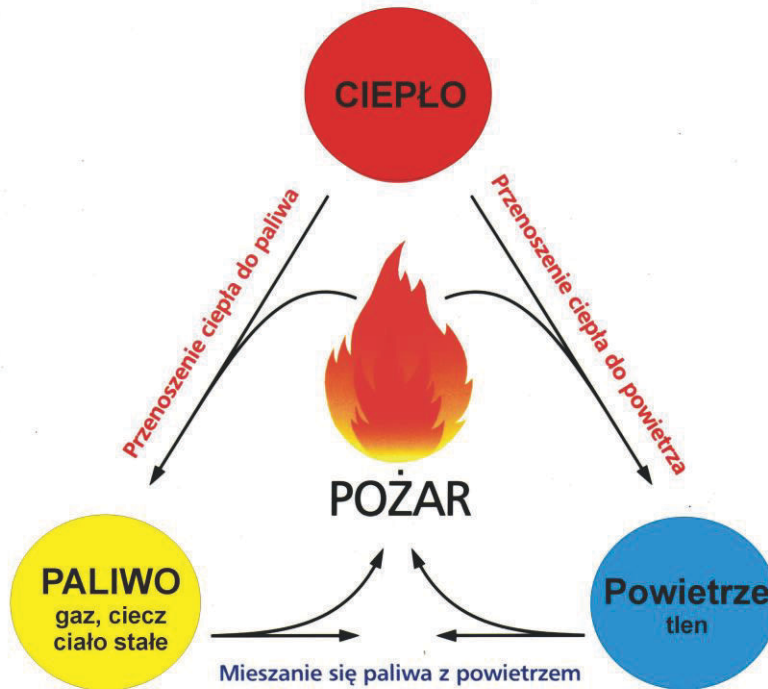 CIEPŁO
Przenoszenie ciepła do paliwa
Przenoszenie ciepła do powietrza
POŻAR
PALIWO
gaz, ciecz
ciało stałe
Powietrze
tlen
Mieszanie się paliwa z powietrzem